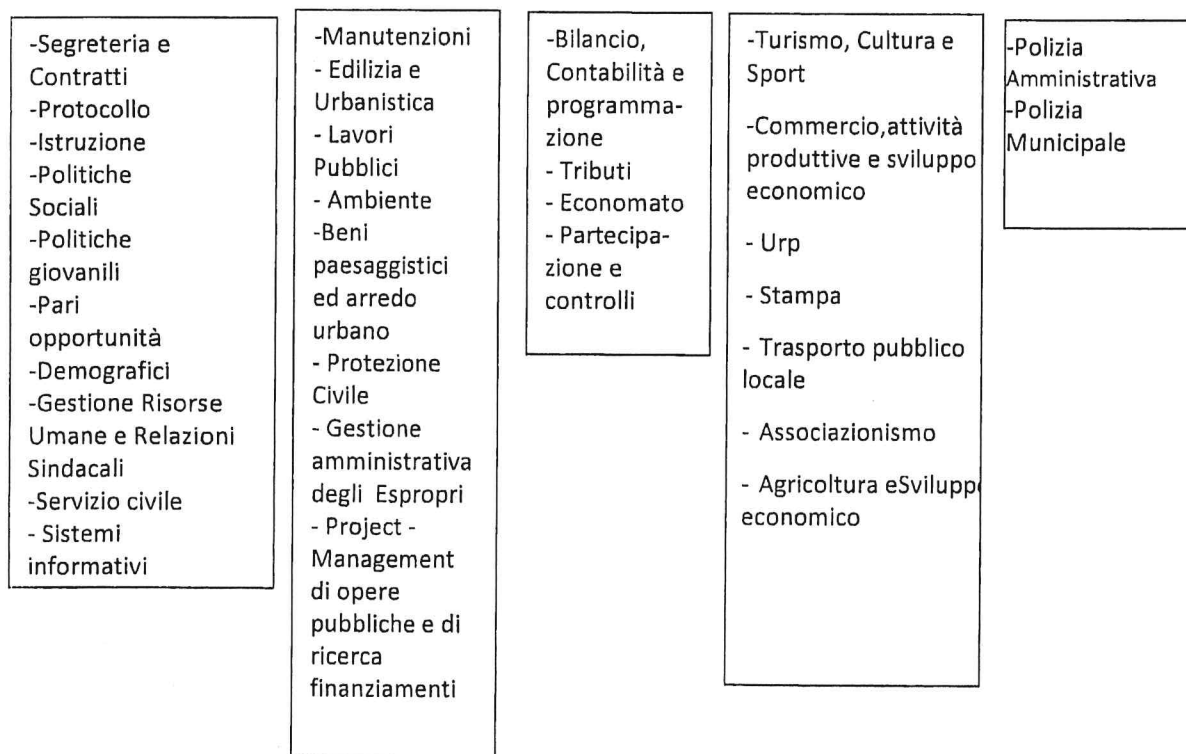 -Segreteria e
Contratti
-Protocollo
-Istruzione
-Politiche
Sociali
-Politiche
giovanili
-Pari
opportunità
-Demografici
-Gestione Risorse
Umane e Relazioni
Sindacali
-Servizio civile
- Sistemi
informativi
-Manutenzioni
- Edilizia e
Urbanistica
- Lavori
Pubblici
- Ambiente
-Beni
paesaggistici
ed arredo
urbano
- Protezione
Civile
- Gestione
amministrativa
degli Espropri
- Project -
Management
di opere
pubbliche e di
ricerca
finanziamenti
-Bilancio,
Contabilità e
programma-
zione
- Tributi
- Economato
- Partecipa-
zione e
controlli
-Turismo, Cultura e
Sport
-Commercio,attività
produttive e sviluppo
economico
- Urp
- Stampa
- Trasporto pubblico
locale
- Associazionismo
- Agricoltura eSviluppo
economico
-Polizia
Amministrativa
-Polizia
Municipale